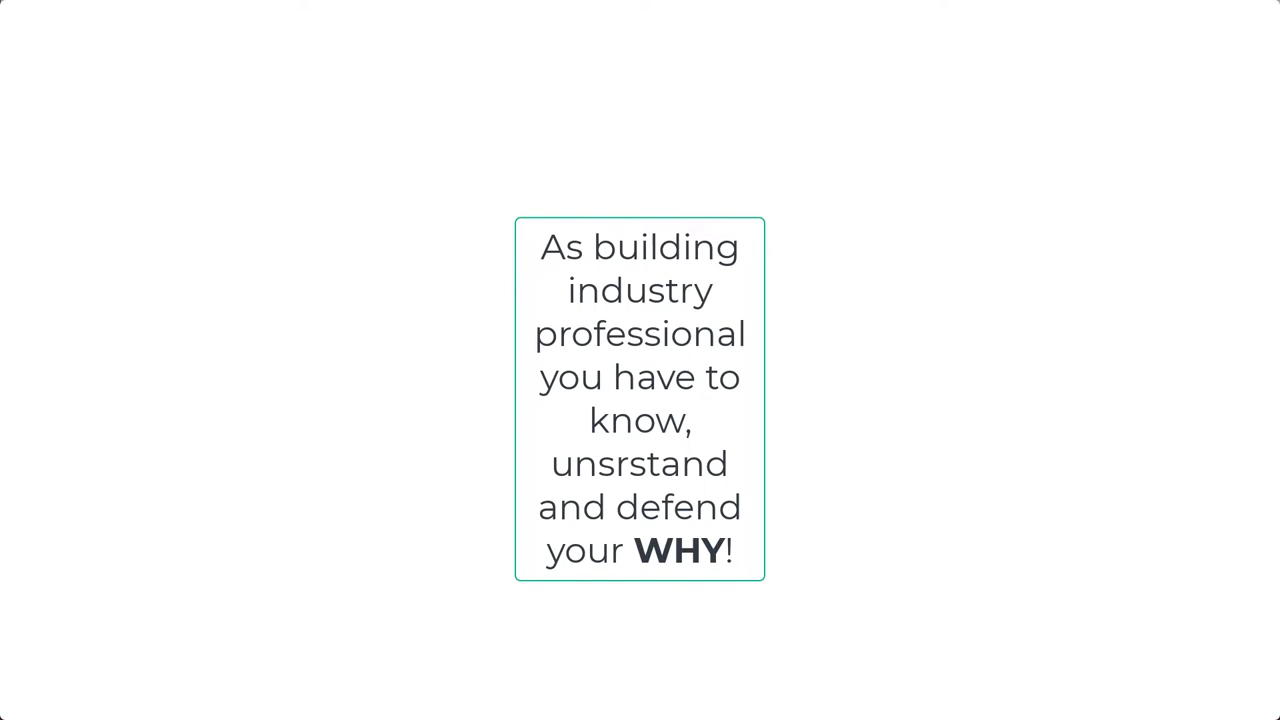 As building
industry
professional
you have to
know,
unsrstand
and defend
your WHY!